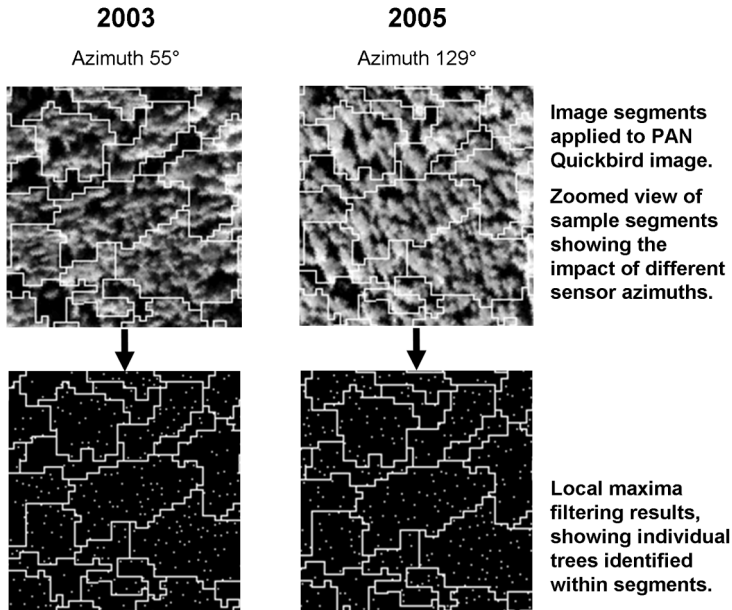 2003
2005
Azimuth 55°
Azimuth 129°
Image segments
applied to PAN
Quickbird image.
Zoomed view of
sample segments
showing the
impact of different
sensor azimuths.
Local maxima
filtering results,
showing individual
trees identified
within segments.